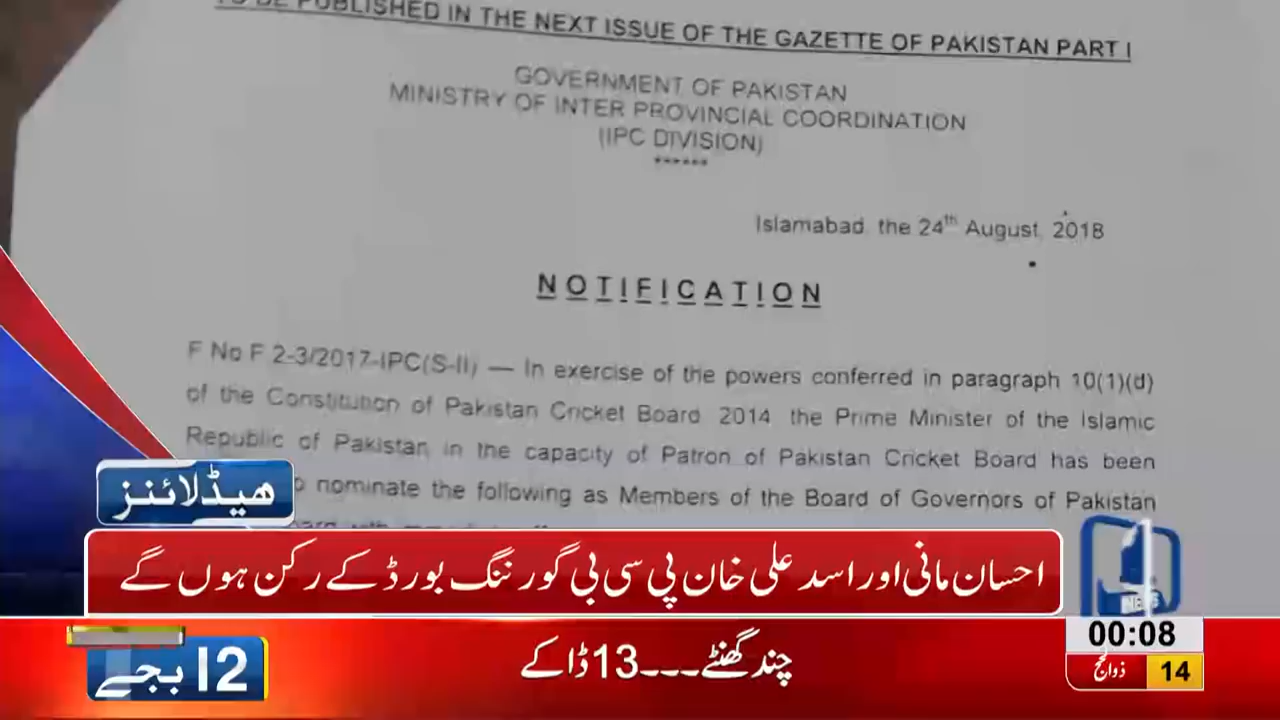 TO BE PUBLISHED IN THE NEXT ISSUE OF THE GAZETTE OF PAKISTAN PART I
GOVERNMENT OF PAKISTAN
MINISTRY OF INTER PROVINCIAL COORDINATION
(IPC DIVISION)
******
Islamabad, the 24th August, 2018
NOTIFICATION
F No F 2-3/2017-IPC(S-II) — In exercise of the powers conferred in paragraph 10(1)(d)
of the Constitution of Pakistan Cricket Board, 2014, the Prime Minister of the Islamic
Republic of Pakistan, in the capacity of Patron of Pakistan Cricket Board has been
nominate the following as Members of the Board of Governors of Pakistan
ہیڈلائنز
احسان مانی اور اسد علی خان پی سی بی گورننگ بورڈ کے رکن ہوں گے
NEWS
00:08
12 بجے
چند گھنٹے۔۔۔13 ڈاکے
ذوالحج 14